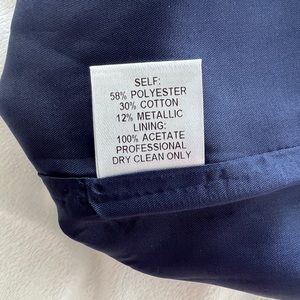 SELF:
58% POLYESTER
30% COTTON
12% METALLIC
LINING:
100% ACETATE
PROFESSIONAL
DRY CLEAN ONLY